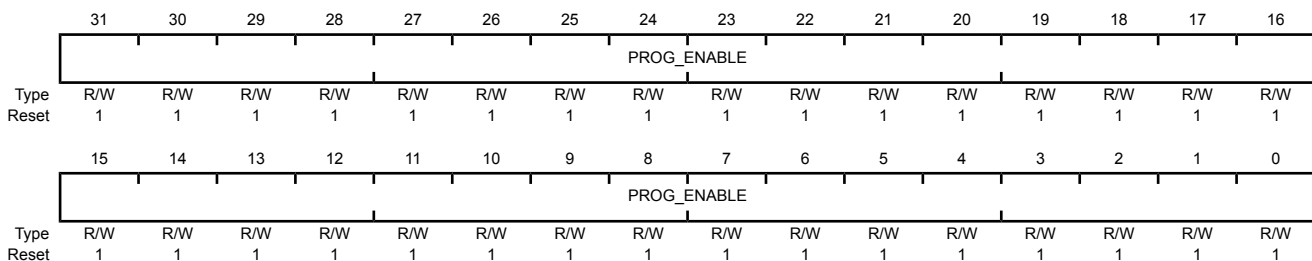 31 30 29 28 27 26 25 24 23 22 21 20 19 18 17 16
PROG_ENABLE
Type R/W R/W R/W R/W R/W R/W R/W R/W R/W R/W R/W R/W R/W R/W R/W R/W
Reset 1 1 1 1 1 1 1 1 1 1 1 1 1 1 1 1
15 14 13 12 11 10 9 8 7 6 5 4 3 2 1 0
PROG_ENABLE
Type R/W R/W R/W R/W R/W R/W R/W R/W R/W R/W R/W R/W R/W R/W R/W R/W
Reset 1 1 1 1 1 1 1 1 1 1 1 1 1 1 1 1